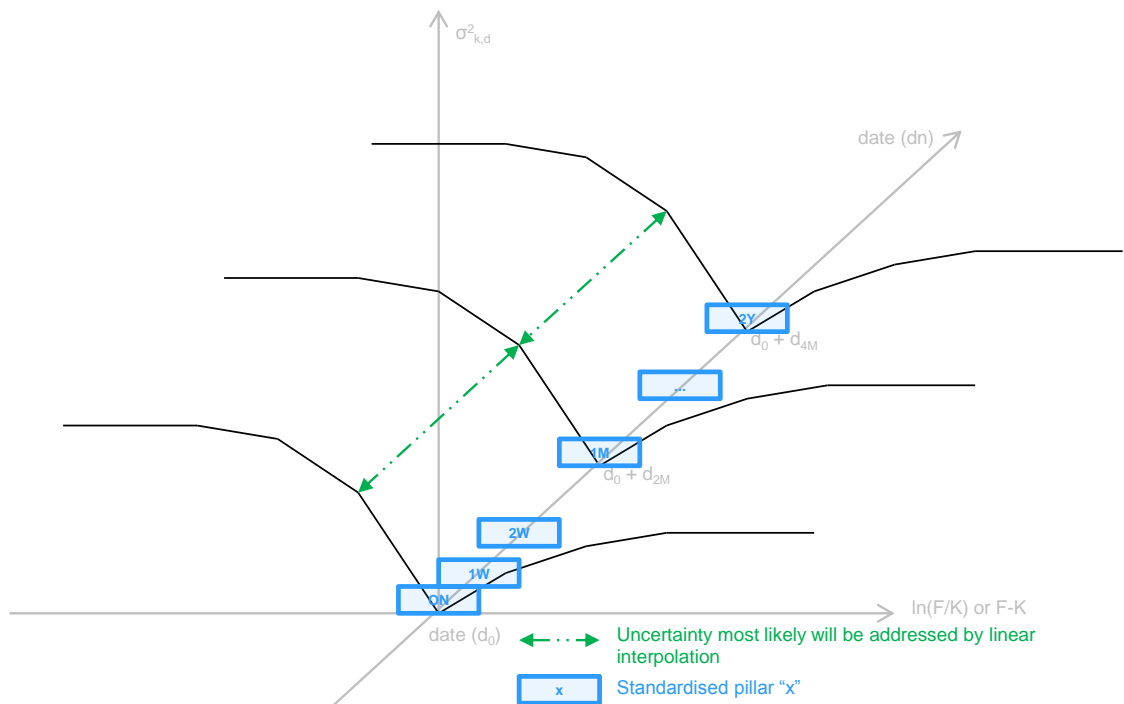 σ²k,d
date (dn)
2Y
d0 + d4M
...
1M
d0 + d2M
2W
1W
ON
ln(F/K) or F-K
date (d0)
Uncertainty most likely will be addressed by linear
interpolation
x
Standardised pillar “x”